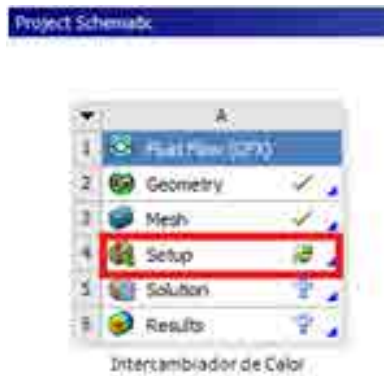 Project Schematic
A
1 Fluid Flow (CFX)
2 Geometry
3 Mesh
4 Setup
5 Solution
6 Results
Intercambiador de Calor